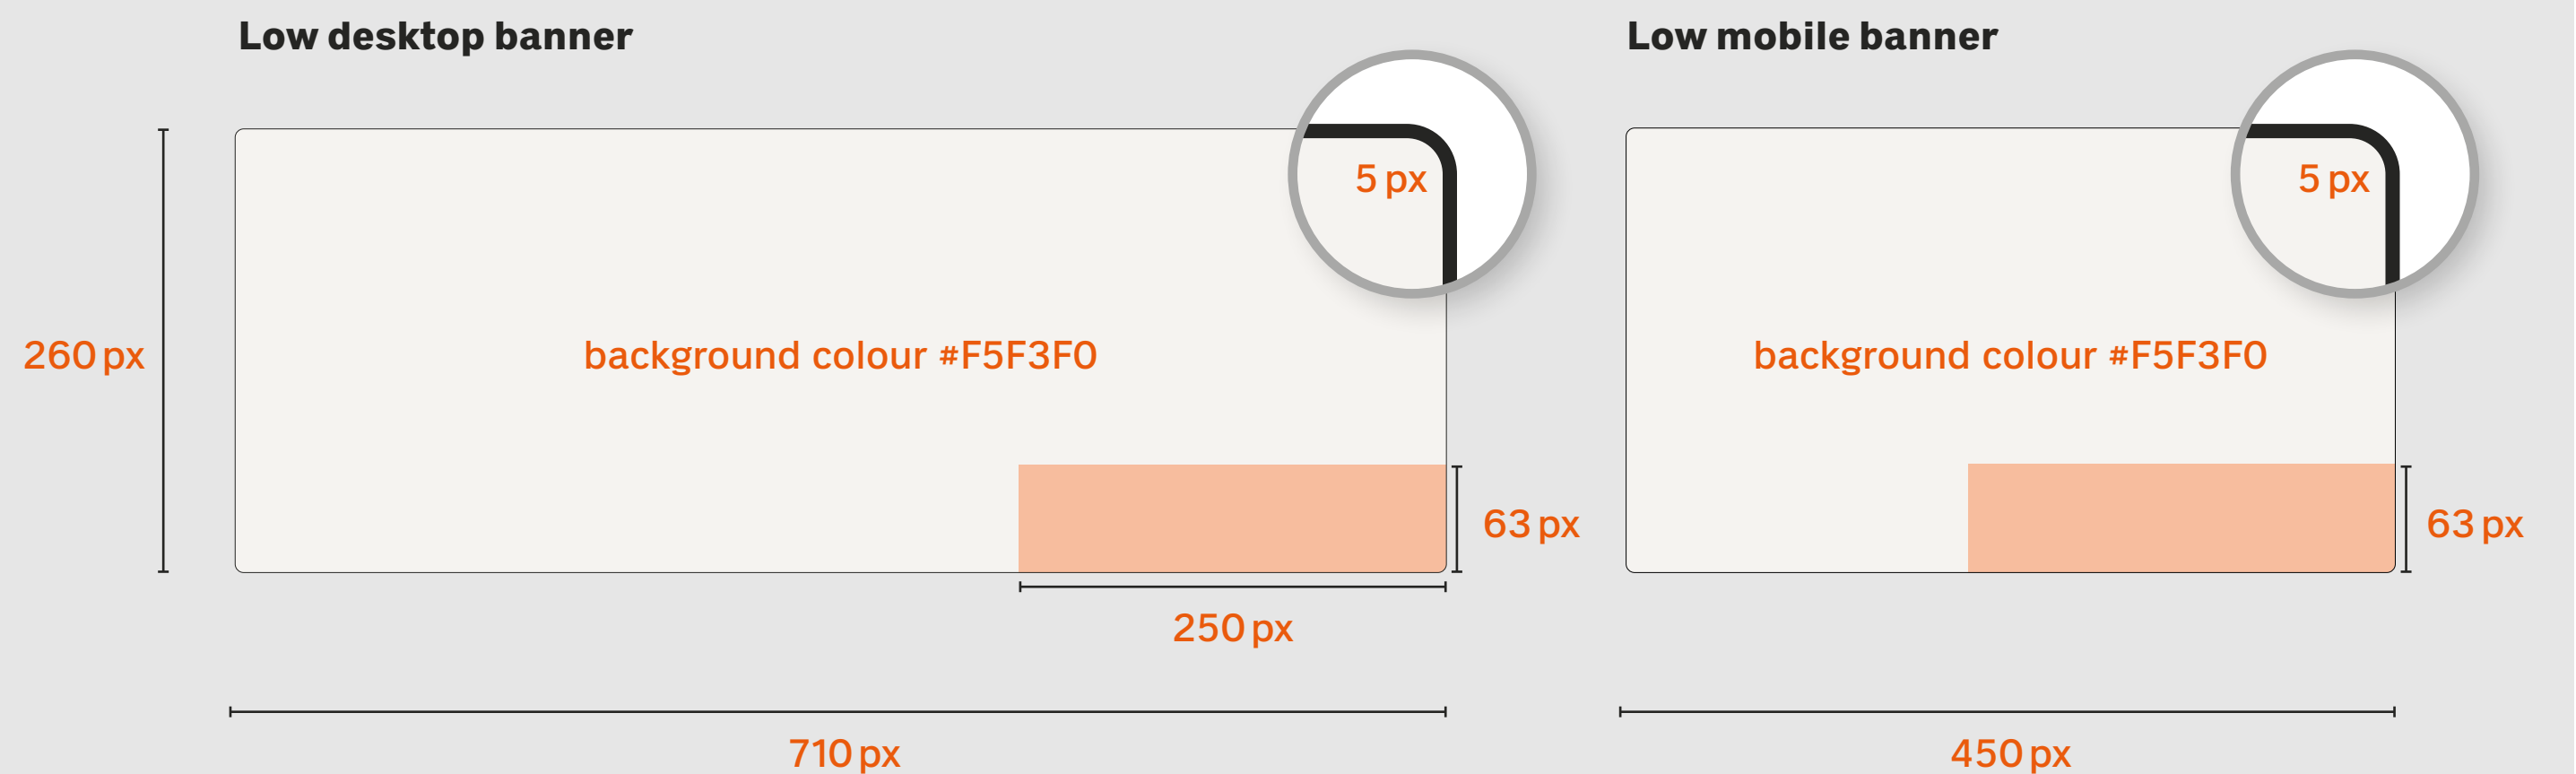 Low desktop banner
Low mobile banner
5 px
5 px
260 px
background colour #F5F3F0
background colour #F5F3F0
63 px
63 px
250 px
710 px
450 px